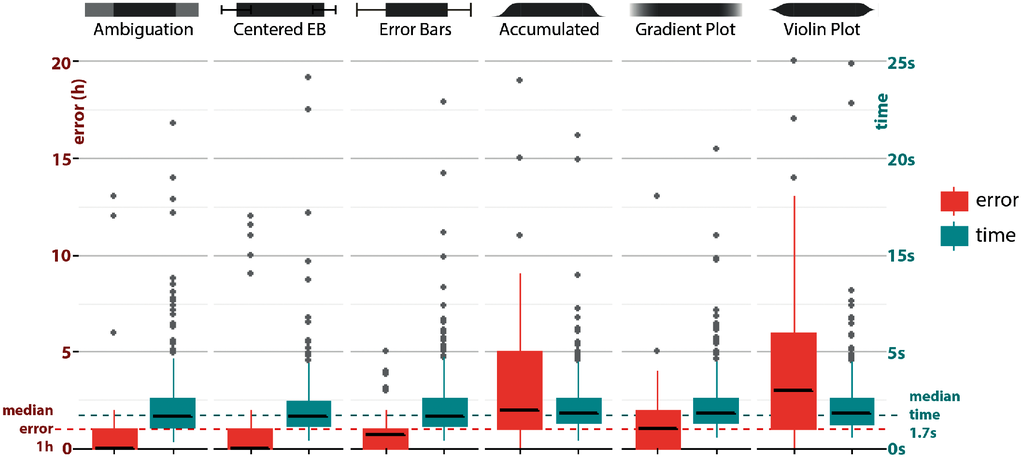 Ambiguation Centered EB Error Bars Accumulated Gradient Plot Violin Plot
20 25s
error (h) time
15 20s
error
time
10 15s
5 5s
median median
error time
1h 1.7s
0 0s